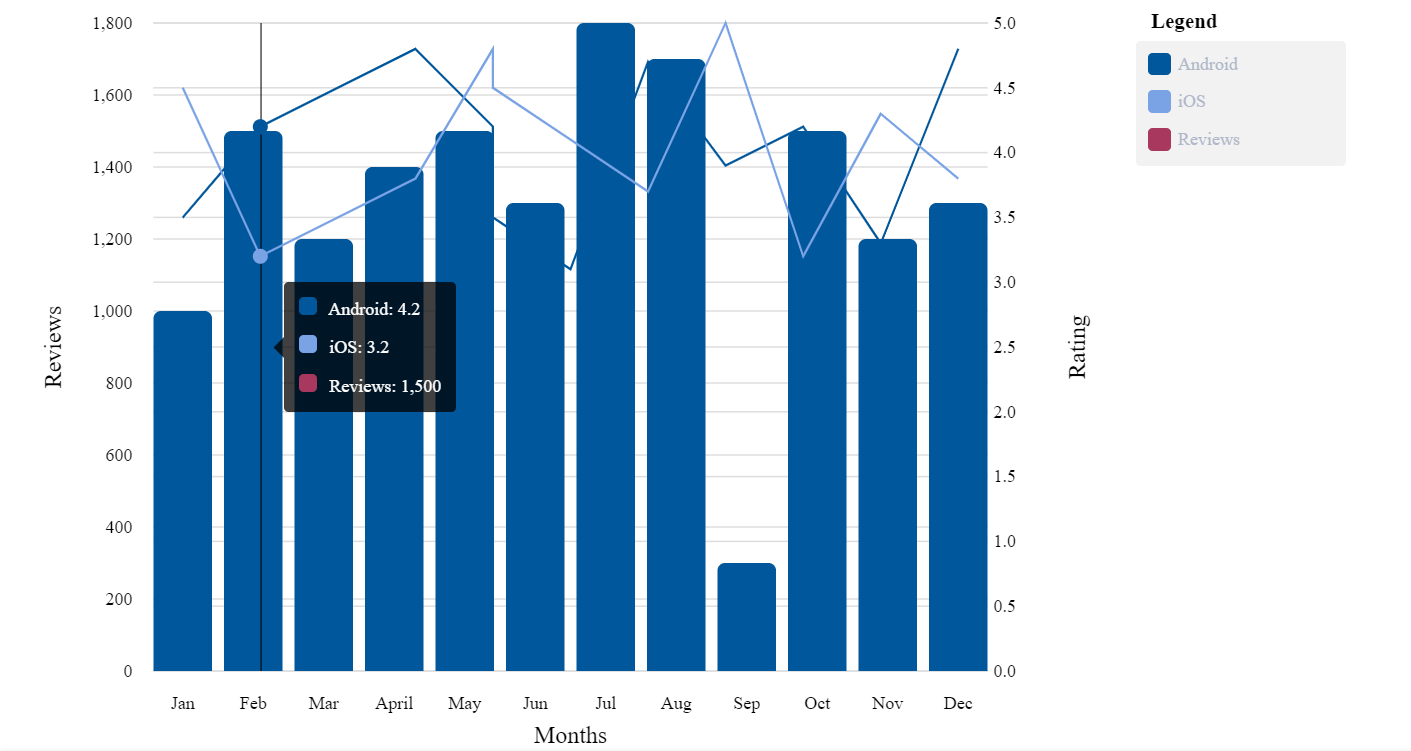 1,800
1,600
1,400
1,200
1,000
800
600
400
200
0
Reviews
5.0
4.5
4.0
3.5
3.0
2.5
2.0
1.5
1.0
0.5
0.0
Rating
Jan Feb Mar April May Jun Jul Aug Sep Oct Nov Dec
Months
Android: 4.2
iOS: 3.2
Reviews: 1,500
Legend
Android
iOS
Reviews